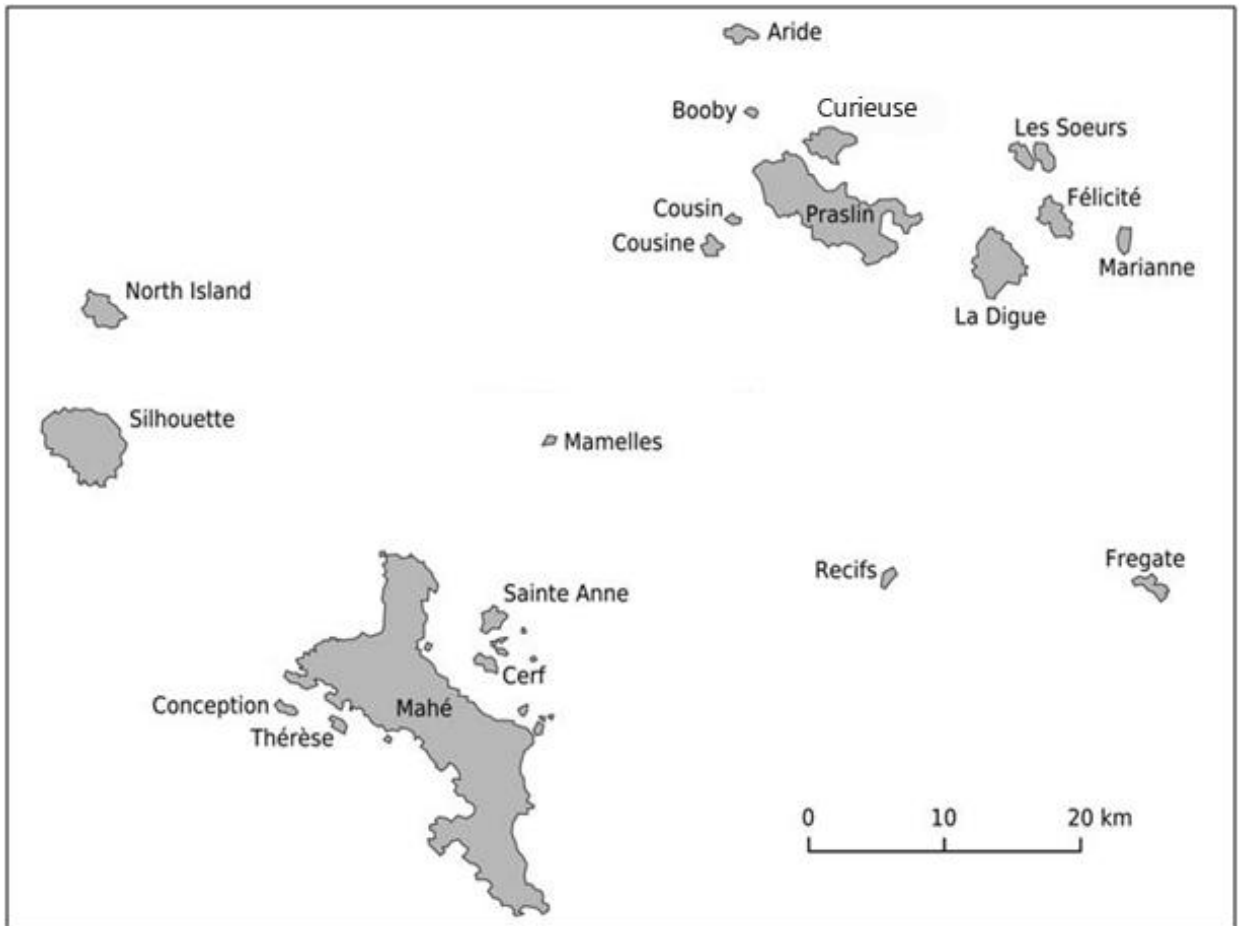 Aride
Booby
Curieuse
Les Soeurs
Cousin
Praslin
Félicité
Cousine
Marianne
North Island
La Digue
Silhouette
Mamelles
Recifs
Fregate
Sainte Anne
Cerf
Conception
Mahé
Thérèse
0 10 20 km